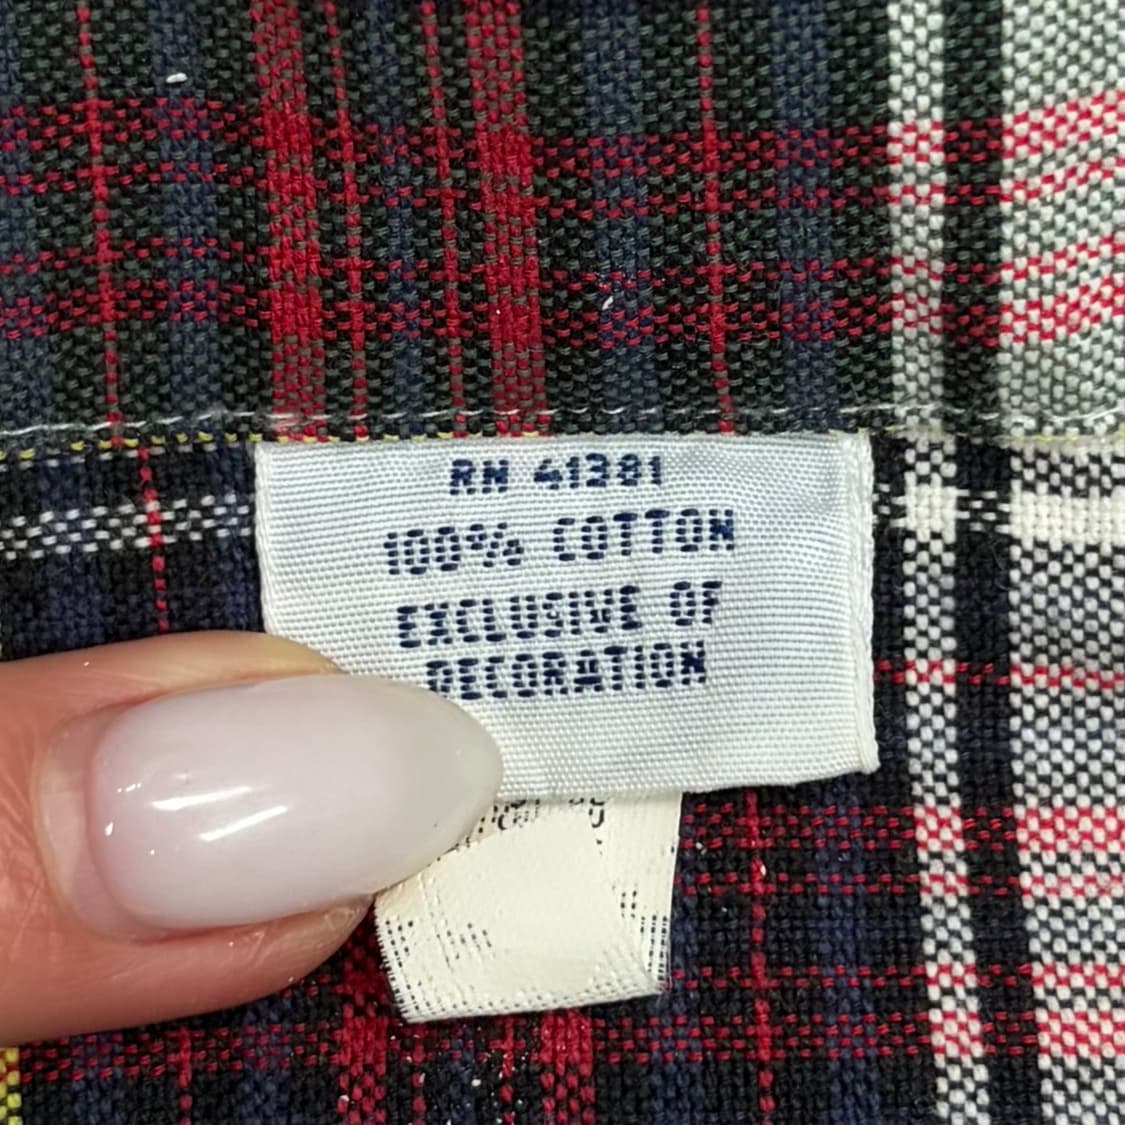 RN 41381
100% COTTON
EXCLUSIVE OF
DECORATION